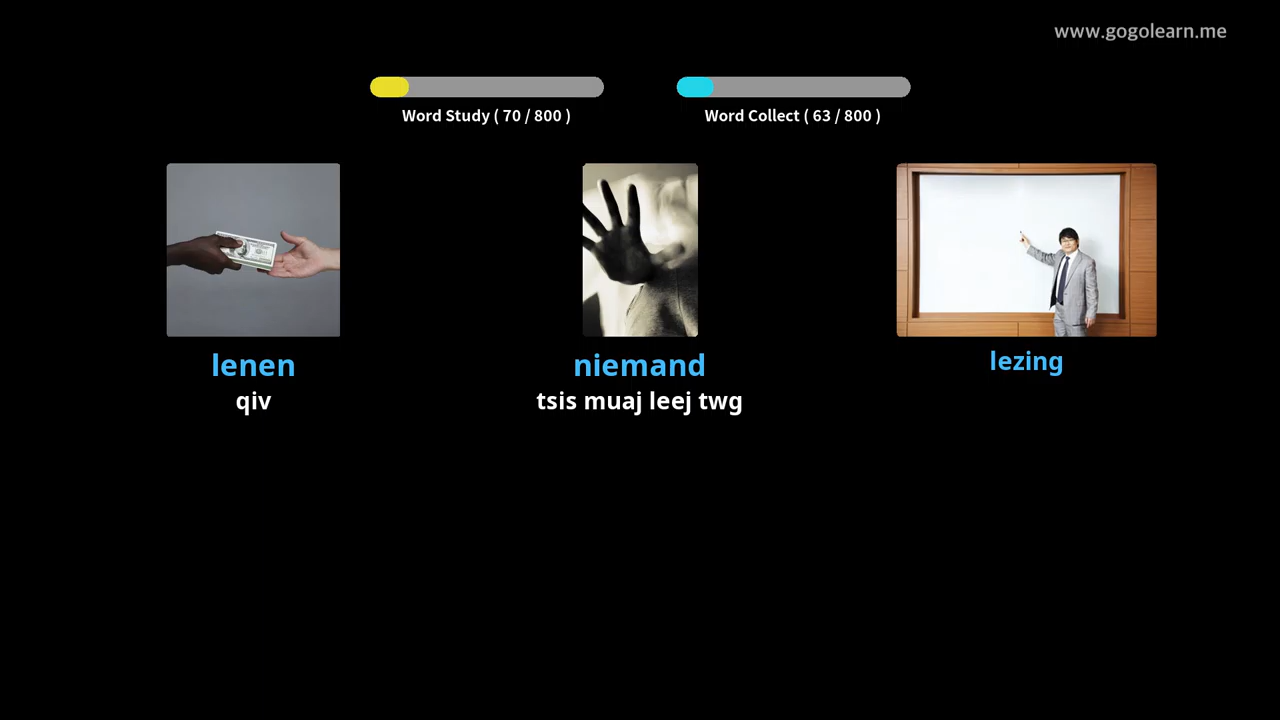 www.gogolearn.me
Word Study ( 70 / 800 )
Word Collect ( 63 / 800 )
lenen
qiv
niemand
tsis muaj leej twg
lezing